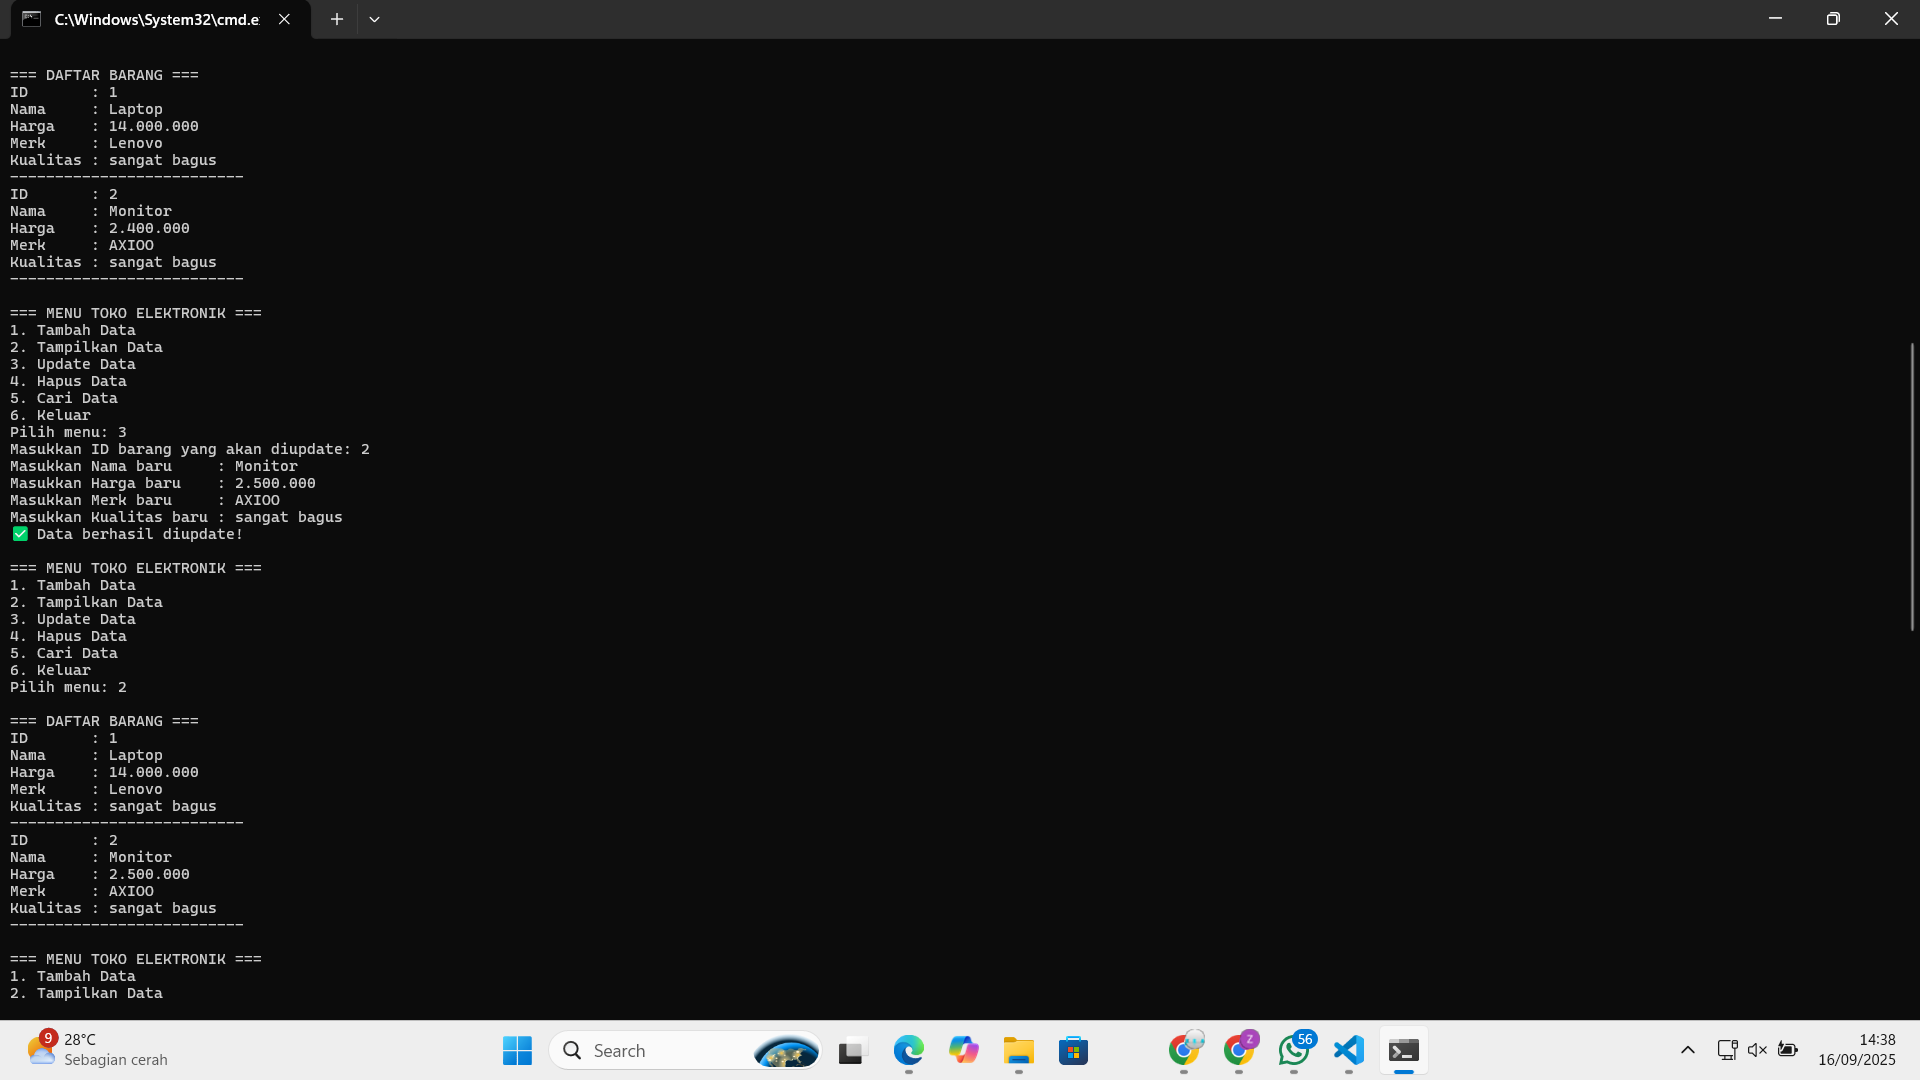 C:\Windows\System32\cmd.e
=== DAFTAR BARANG ===
ID       : 1
Nama     : Laptop
Harga    : 14.000.000
Merk     : Lenovo
Kualitas : sangat bagus
--------------------------
ID       : 2
Nama     : Monitor
Harga    : 2.400.000
Merk     : AXIOO
Kualitas : sangat bagus
--------------------------
=== MENU TOKO ELEKTRONIK ===
1. Tambah Data
2. Tampilkan Data
3. Update Data
4. Hapus Data
5. Cari Data
6. Keluar
Pilih menu: 3
Masukkan ID barang yang akan diupdate: 2
Masukkan Nama baru     : Monitor
Masukkan Harga baru    : 2.500.000
Masukkan Merk baru     : AXIOO
Masukkan Kualitas baru : sangat bagus
✅ Data berhasil diupdate!
=== MENU TOKO ELEKTRONIK ===
1. Tambah Data
2. Tampilkan Data
3. Update Data
4. Hapus Data
5. Cari Data
6. Keluar
Pilih menu: 2
=== DAFTAR BARANG ===
ID       : 1
Nama     : Laptop
Harga    : 14.000.000
Merk     : Lenovo
Kualitas : sangat bagus
--------------------------
ID       : 2
Nama     : Monitor
Harga    : 2.500.000
Merk     : AXIOO
Kualitas : sangat bagus
--------------------------
=== MENU TOKO ELEKTRONIK ===
1. Tambah Data
2. Tampilkan Data
9
28°C
Sebagian cerah
Search
Z
56
14:38
16/09/2025